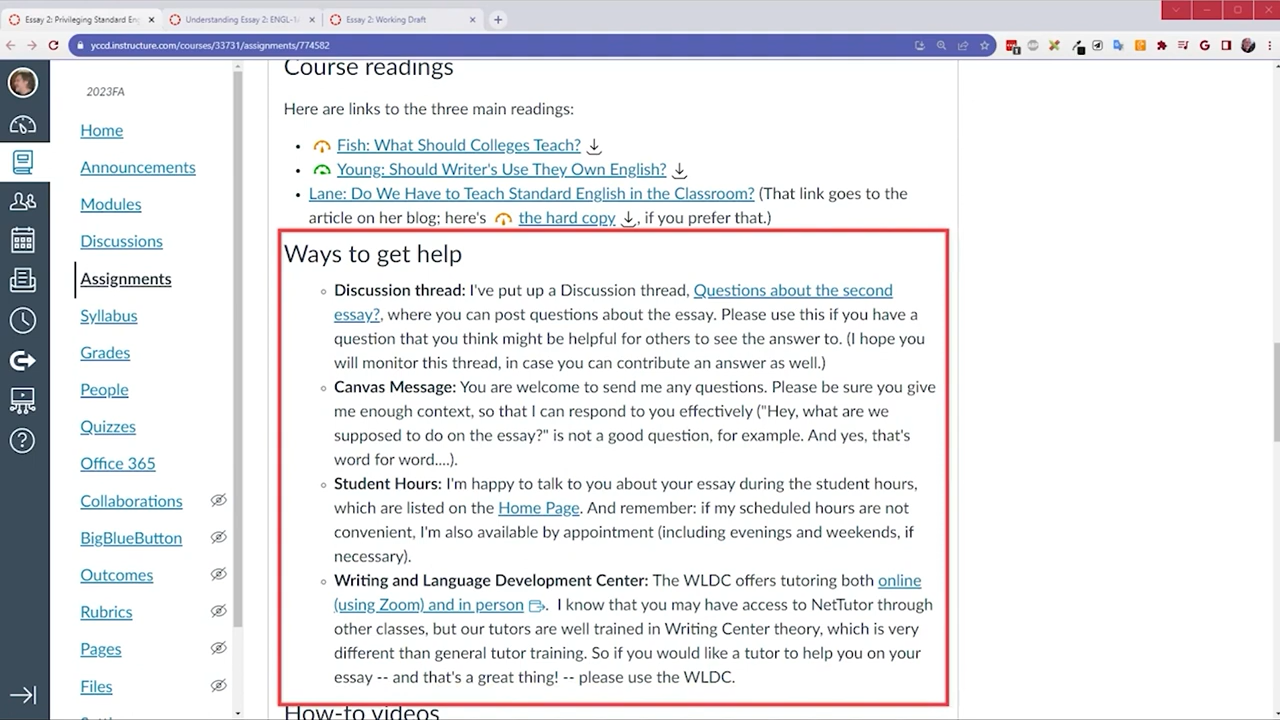 Essay 2: Privileging Standard En
Understanding Essay 2: ENGL-1A
Essay 2: Working Draft
yccd.instructure.com/courses/33731/assignments/774582
2023FA
Home
Announcements
Modules
Discussions
Assignments
Syllabus
Grades
People
Quizzes
Office 365
Collaborations
BigBlueButton
Outcomes
Rubrics
Pages
Files
Course readings
Here are links to the three main readings:
Fish: What Should Colleges Teach?
Young: Should Writer's Use They Own English?
Lane: Do We Have to Teach Standard English in the Classroom? (That link goes to the
article on her blog; here's the hard copy , if you prefer that.)
Ways to get help
Discussion thread: I've put up a Discussion thread, Questions about the second
essay?, where you can post questions about the essay. Please use this if you have a
question that you think might be helpful for others to see the answer to. (I hope you
will monitor this thread, in case you can contribute an answer as well.)
Canvas Message: You are welcome to send me any questions. Please be sure you give
me enough context, so that I can respond to you effectively ("Hey, what are we
supposed to do on the essay?" is not a good question, for example. And yes, that's
word for word....).
Student Hours: I'm happy to talk to you about your essay during the student hours,
which are listed on the Home Page. And remember: if my scheduled hours are not
convenient, I'm also available by appointment (including evenings and weekends, if
necessary).
Writing and Language Development Center: The WLDC offers tutoring both online
(using Zoom) and in person . I know that you may have access to NetTutor through
other classes, but our tutors are well trained in Writing Center theory, which is very
different than general tutor training. So if you would like a tutor to help you on your
essay -- and that's a great thing! -- please use the WLDC.
How-to videos